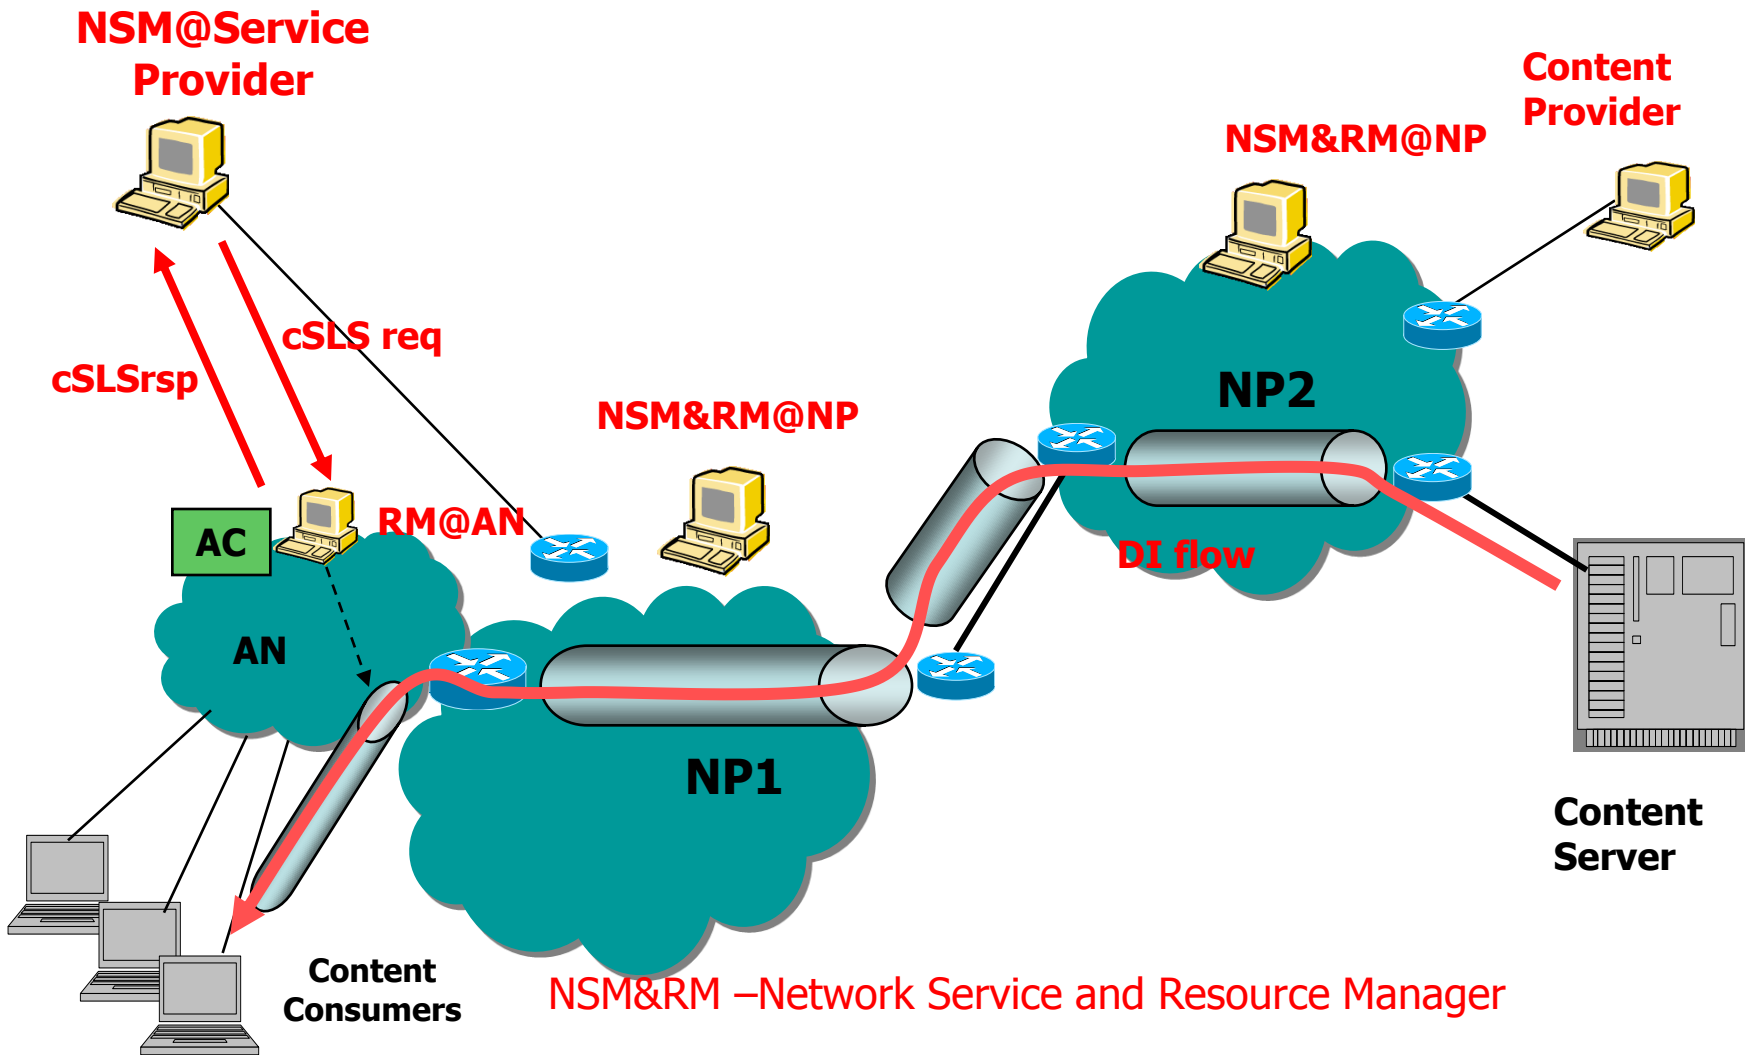 NSM@Service
Provider
Content
Provider
NSM&RM@NP
cSLS req
cSLSrsp
NP2
NSM&RM@NP
RM@AN
AC
DI flow
AN
NP1
Content
Server
Content
Consumers
NSM&RM –Network Service and Resource Manager